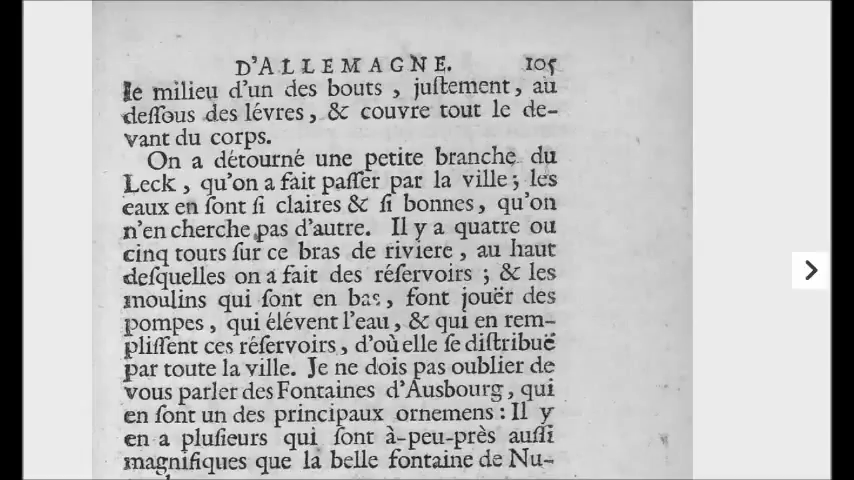 D'ALLEMAGNE. 105
le milieu d'un des bouts, juſtement, au
deſſous des lévres, & couvre tout le de-
vant du corps.
On a détourné une petite branche du
Leck, qu'on a fait paſſer par la ville; les
eaux en ſont ſi claires & ſi bonnes, qu'on
n'en cherche pas d'autre. Il y a quatre ou
cinq tours ſur ce bras de riviere, au haut
deſquelles on a fait des réſervoirs; & les
moulins qui ſont en bas, font jouër des
pompes, qui élévent l'eau, & qui en rem-
pliſſent ces réſervoirs, d'où elle ſe diſtribuë
par toute la ville. Je ne dois pas oublier de
vous parler des Fontaines d'Ausbourg, qui
en ſont un des principaux ornemens: Il y
en a pluſieurs qui ſont à-peu-près auſſi
magnifiques que la belle fontaine de Nu-